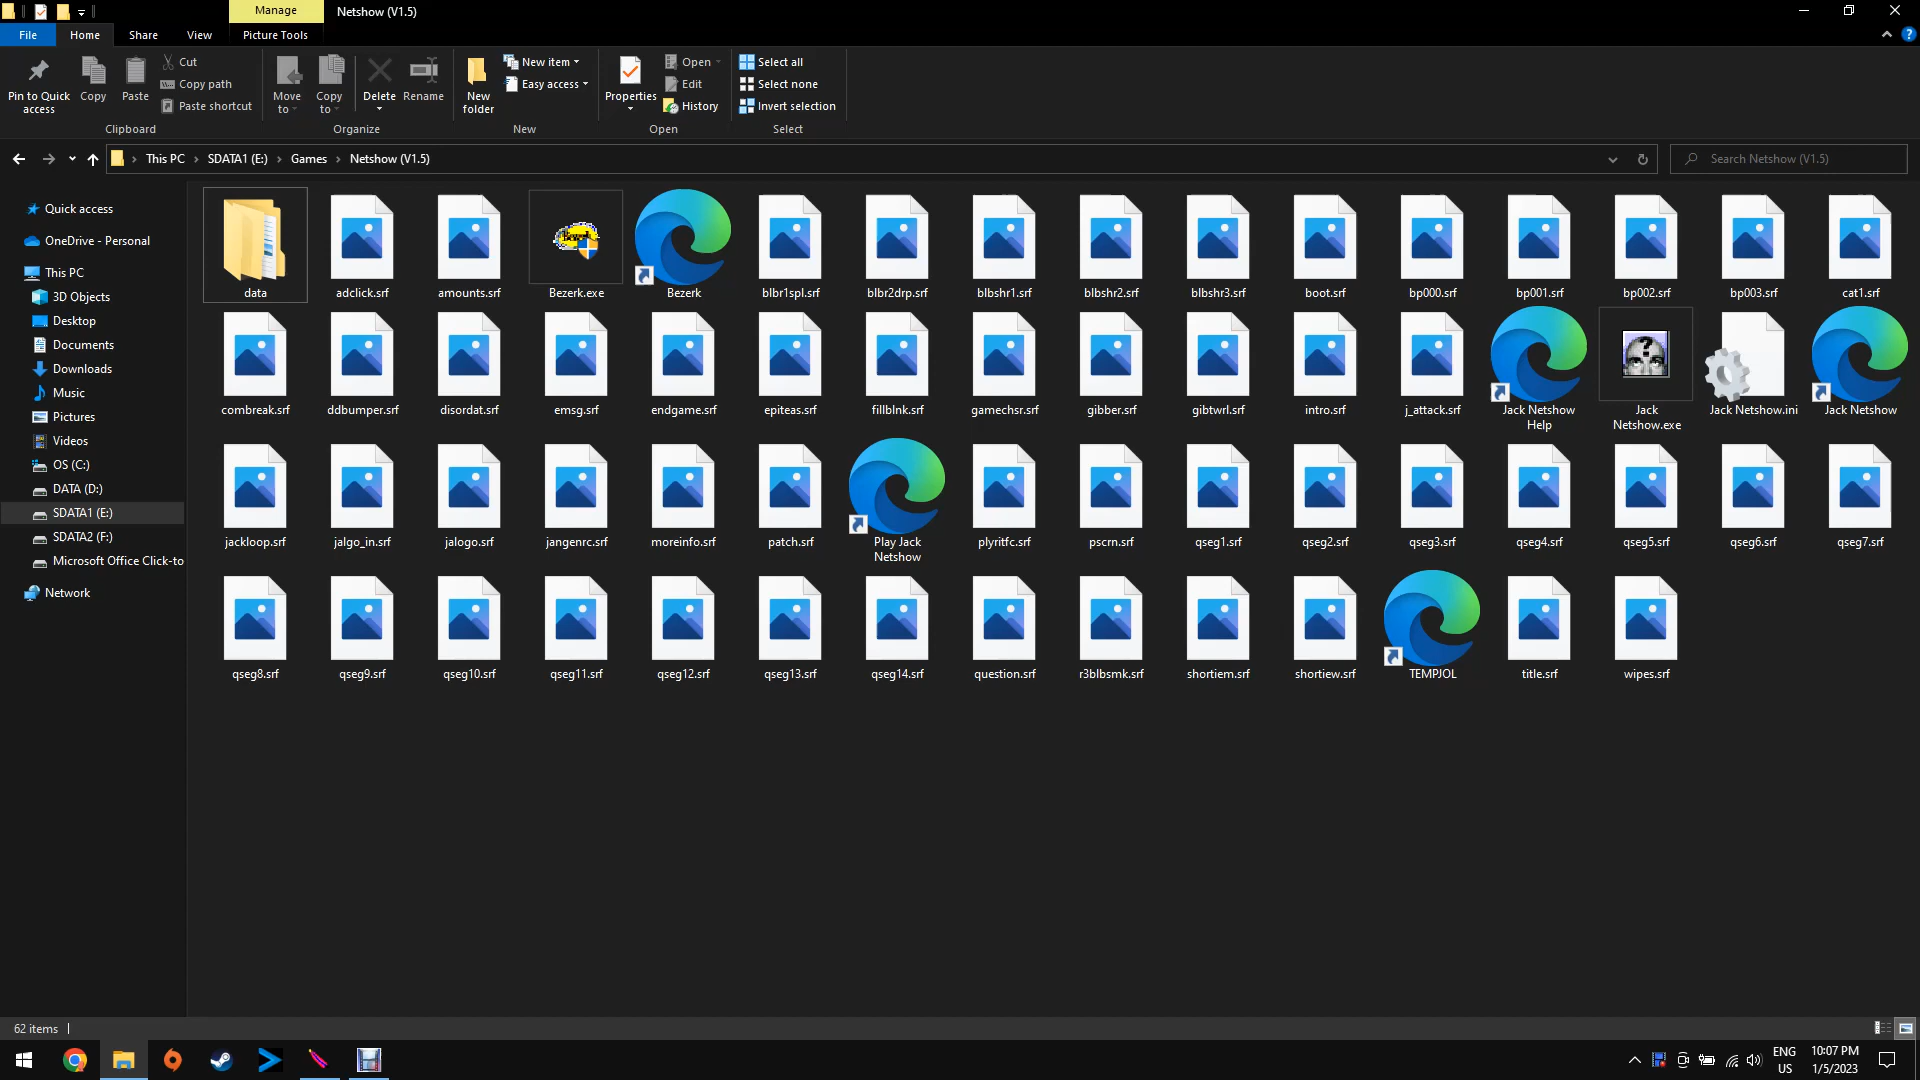 Manage
Netshow (V1.5)
File
Home
Share
View
Picture Tools
Pin to Quick
access
Copy
Paste
Cut
Copy path
Paste shortcut
Clipboard
Move
to
Copy
to
Delete
Rename
Organize
New
folder
New item
Easy access
New
Properties
Open
Edit
History
Open
Select all
Select none
Invert selection
Select
This PC
SDATA1 (E:)
Games
Netshow (V1.5)
Search Netshow (V1.5)
Quick access
OneDrive - Personal
This PC
3D Objects
Desktop
Documents
Downloads
Music
Pictures
Videos
OS (C:)
DATA (D:)
SDATA1 (E:)
SDATA2 (F:)
Microsoft Office Click-to
Network
data
adclick.srf
amounts.srf
Bezerk.exe
Bezerk
blbr1spl.srf
blbr2drp.srf
blbshr1.srf
blbshr2.srf
blbshr3.srf
boot.srf
bp000.srf
bp001.srf
bp002.srf
bp003.srf
cat1.srf
combreak.srf
ddbumper.srf
disordat.srf
emsg.srf
endgame.srf
epiteas.srf
fillblnk.srf
gamechsr.srf
gibber.srf
gibtwrl.srf
intro.srf
j_attack.srf
Jack Netshow
Help
Jack
Netshow.exe
Jack Netshow.ini
Jack Netshow
jackloop.srf
jalgo_in.srf
jalogo.srf
jangenrc.srf
moreinfo.srf
patch.srf
Play Jack
Netshow
plyritfc.srf
pscrn.srf
qseg1.srf
qseg2.srf
qseg3.srf
qseg4.srf
qseg5.srf
qseg6.srf
qseg7.srf
qseg8.srf
qseg9.srf
qseg10.srf
qseg11.srf
qseg12.srf
qseg13.srf
qseg14.srf
question.srf
r3blbsmk.srf
shortiem.srf
shortiew.srf
TEMPJOL
title.srf
wipes.srf
62 items
ENG
US
10:07 PM
1/5/2023